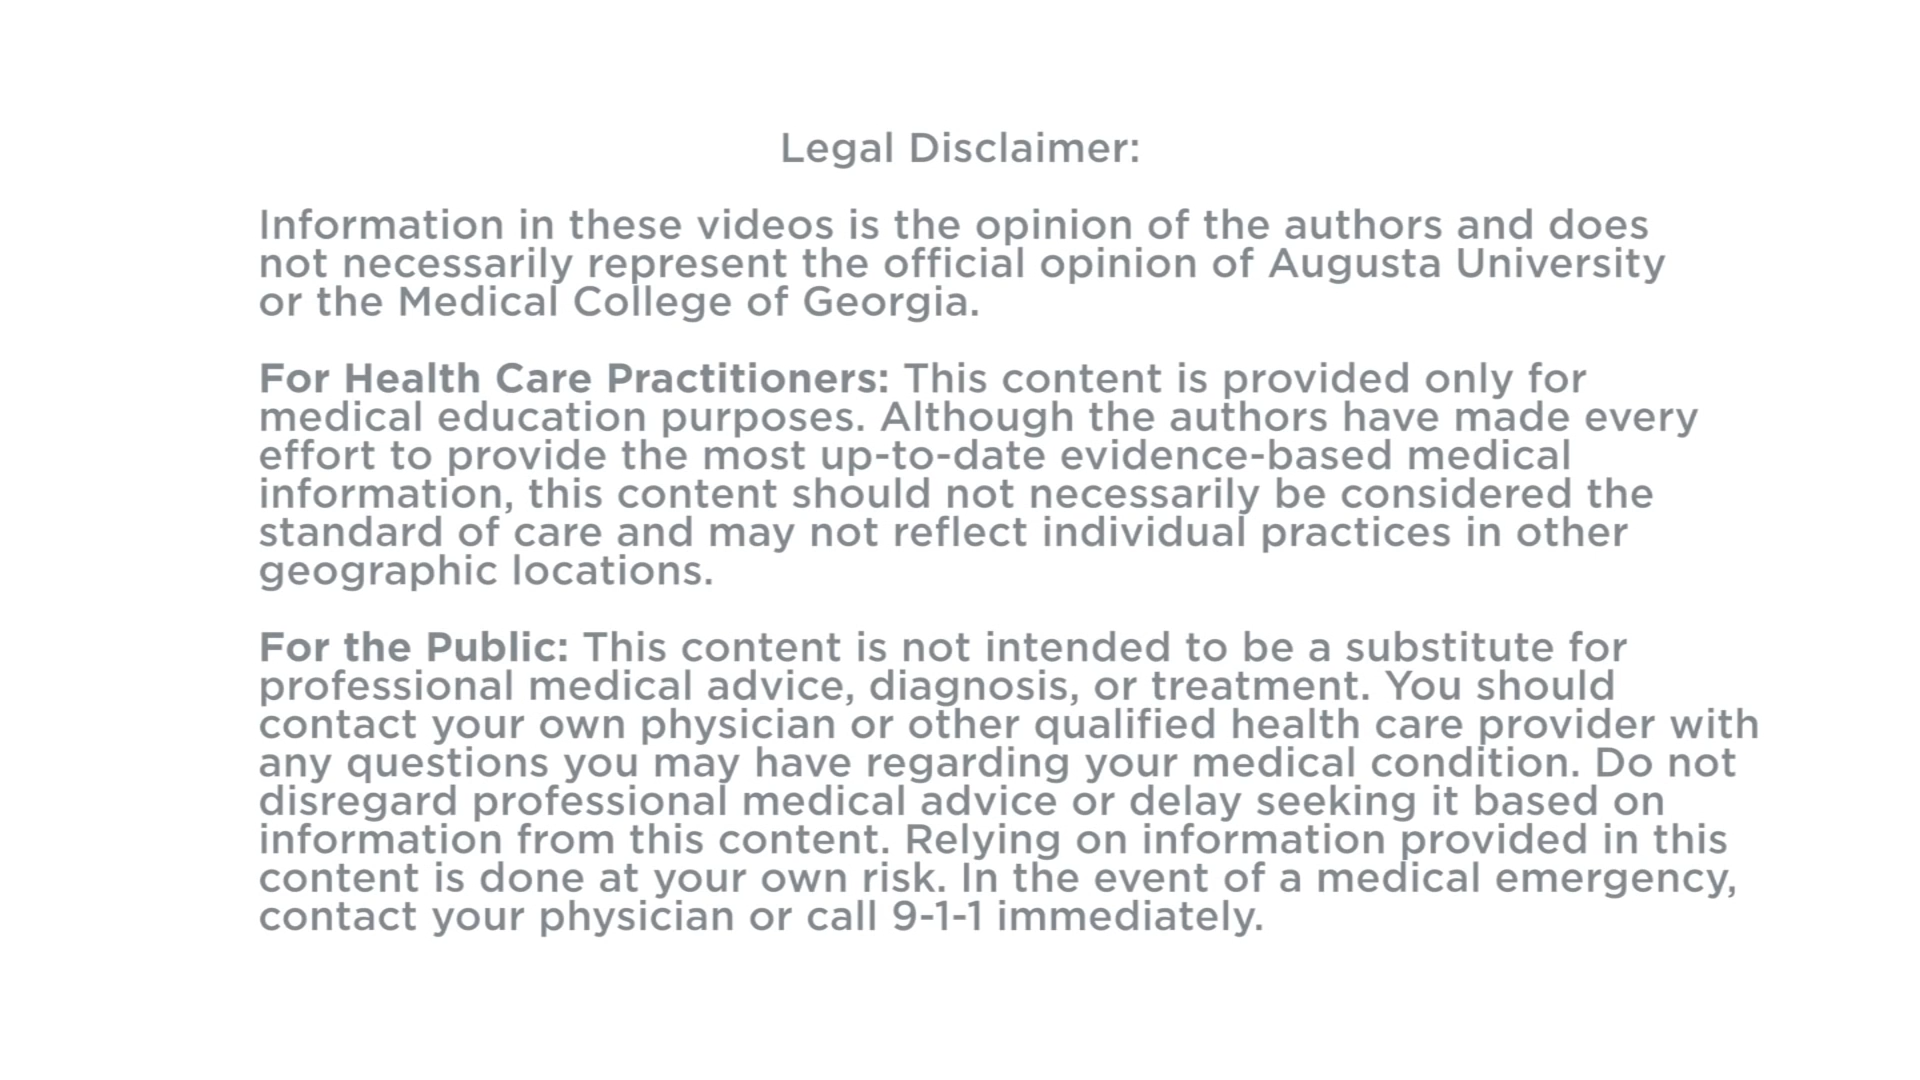 Legal Disclaimer:
Information in these videos is the opinion of the authors and does
not necessarily represent the official opinion of Augusta University
or the Medical College of Georgia.
For Health Care Practitioners: This content is provided only for
medical education purposes. Although the authors have made every
effort to provide the most up-to-date evidence-based medical
information, this content should not necessarily be considered the
standard of care and may not reflect individual practices in other
geographic locations.
For the Public: This content is not intended to be a substitute for
professional medical advice, diagnosis, or treatment. You should
contact your own physician or other qualified health care provider with
any questions you may have regarding your medical condition. Do not
disregard professional medical advice or delay seeking it based on
information from this content. Relying on information provided in this
content is done at your own risk. In the event of a medical emergency,
contact your physician or call 9-1-1 immediately.